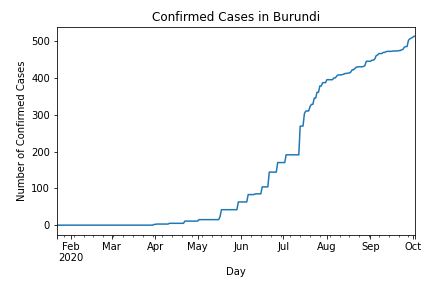 Confirmed Cases in Burundi
Number of Confirmed Cases
500
400
300
200
100
0
Feb Mar Apr May Jun Jul Aug Sep Oct
2020
Day